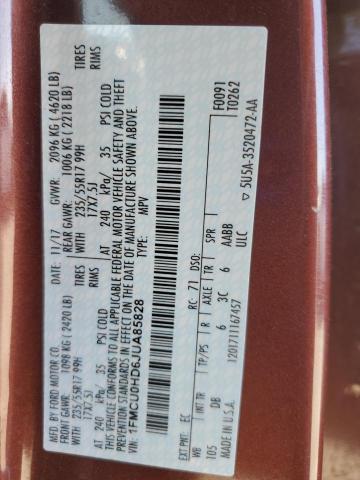 MFD. BY FORD MOTOR CO.
DATE: 11/17 GVWR: 2096 KG ( 4620 LB)
FRONT GAWR: 1098 KG ( 2420 LB) REAR GAWR: 1006 KG ( 2218 LB)
235/55R17 99H TIRES 235/55R17 99H TIRES
17X7.5J RIMS 17X7.5J RIMS
AT 240 kPa/ 35 PSI COLD AT 240 kPa/ 35 PSI COLD
THIS VEHICLE CONFORMS TO ALL APPLICABLE FEDERAL MOTOR VEHICLE SAFETY AND THEFT
PREVENTION STANDARDS IN EFFECT ON THE DATE OF MANUFACTURE SHOWN ABOVE.
VIN: 1FMCU0HD6JUA85828
TYPE: MPV
F0091
T0262
EXT PNT: EC RC: 71 DSO:
WB INT TR TP/PS R AXLE TR SPR
105 DB 6 3C 6 AABB
MADE IN U.S.A. ULC
12017111167457
▽ 5U5A-3520472-AA